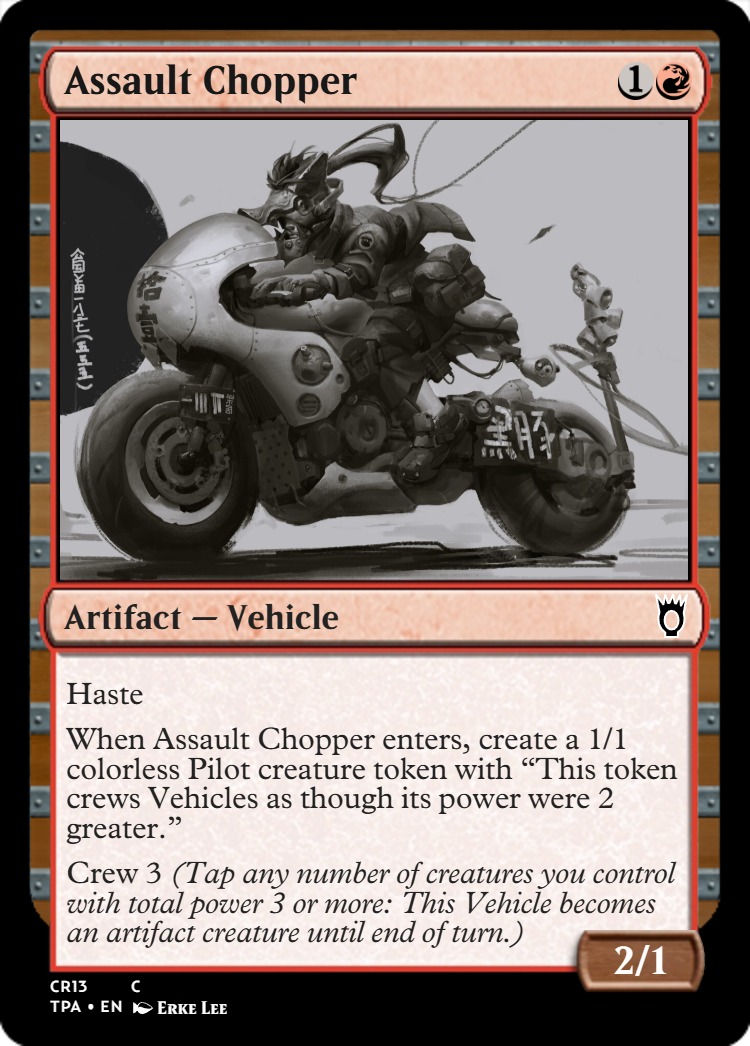 Assault Chopper
1
黑豚
Artifact — Vehicle
Haste
When Assault Chopper enters, create a 1/1
colorless Pilot creature token with “This token
crews Vehicles as though its power were 2
greater.”
Crew 3 (Tap any number of creatures you control
with total power 3 or more: This Vehicle becomes
an artifact creature until end of turn.)
2/1
CR13 C
TPA • EN Erke Lee